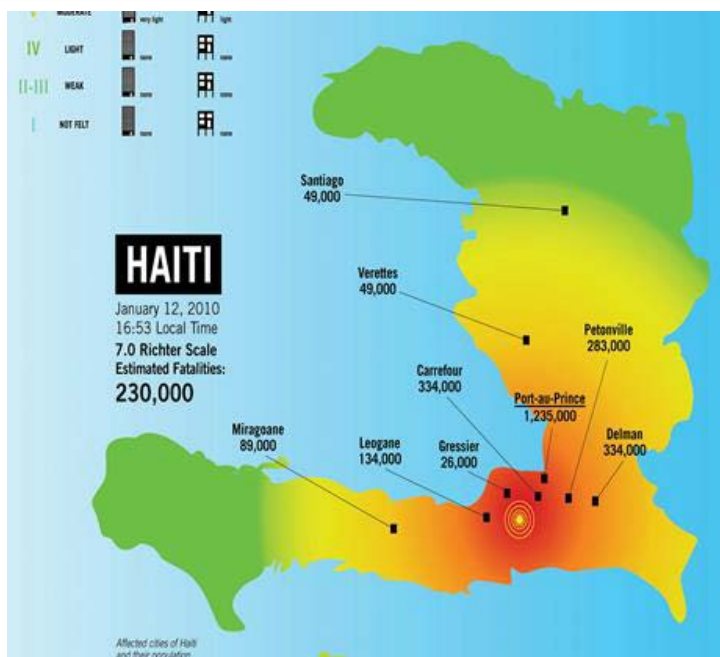 MODERATE
very light
light
IV
LIGHT
none
none
II-III
WEAK
none
none
I
NOT FELT
none
none
Santiago
49,000
HAITI
January 12, 2010
16:53 Local Time
7.0 Richter Scale
Estimated Fatalities:
230,000
Verettes
49,000
Petonville
283,000
Carrefour
334,000
Port-au-Prince
1,235,000
Miragoane
89,000
Leogane
134,000
Gressier
26,000
Delman
334,000
Affected cities of Haiti
and their population